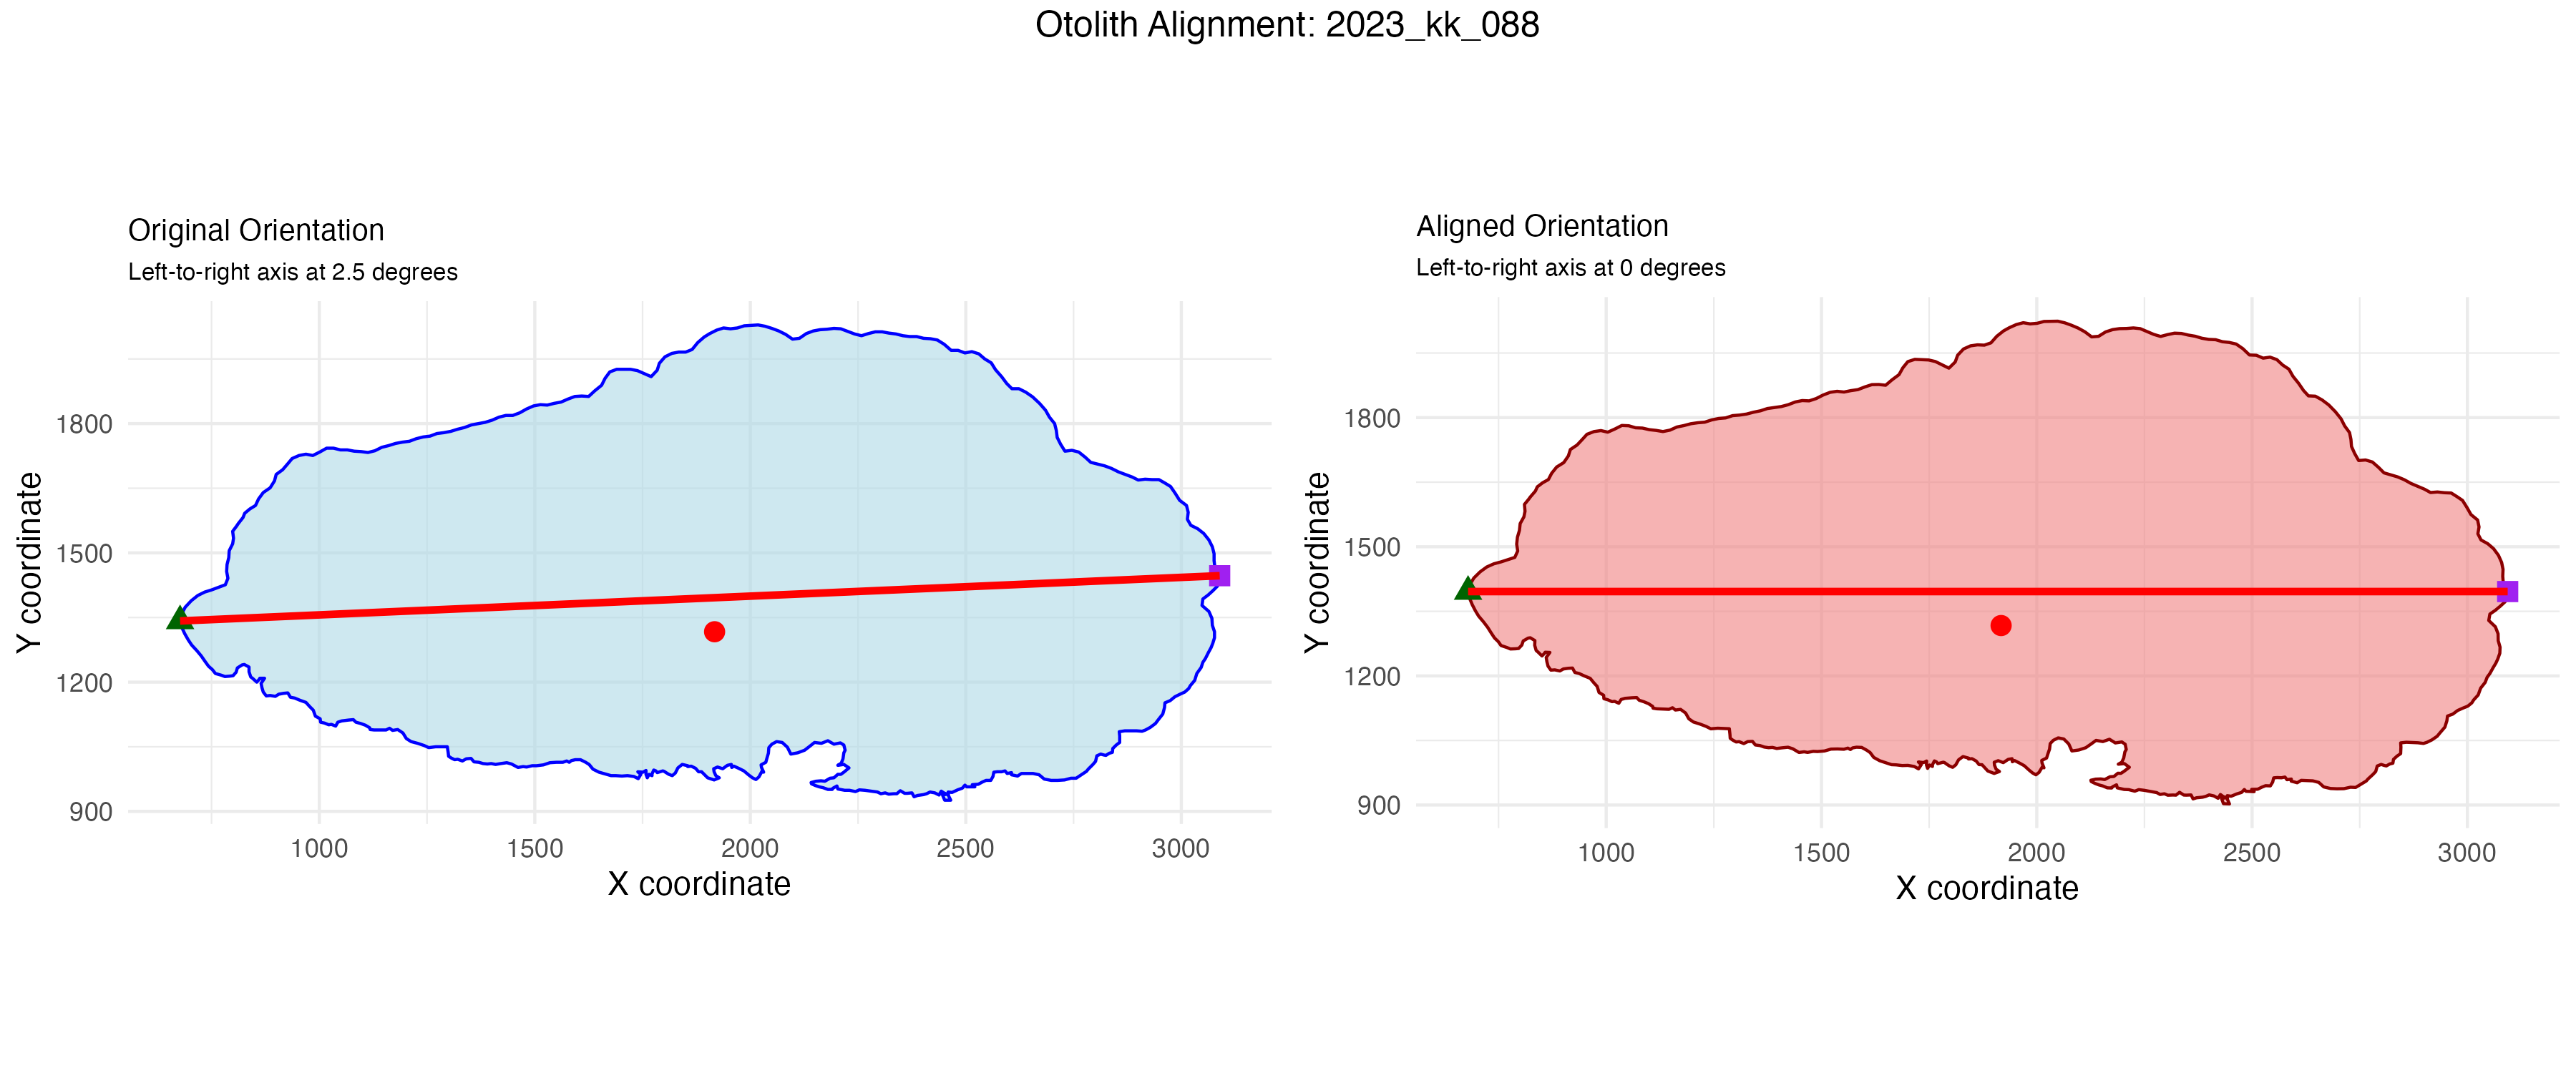 Otolith Alignment: 2023_kk_088
Original Orientation
Left-to-right axis at 2.5 degrees
Y coordinate
1800
1500
1200
900
1000 1500 2000 2500 3000
X coordinate
Aligned Orientation
Left-to-right axis at 0 degrees
Y coordinate
1800
1500
1200
900
1000 1500 2000 2500 3000
X coordinate